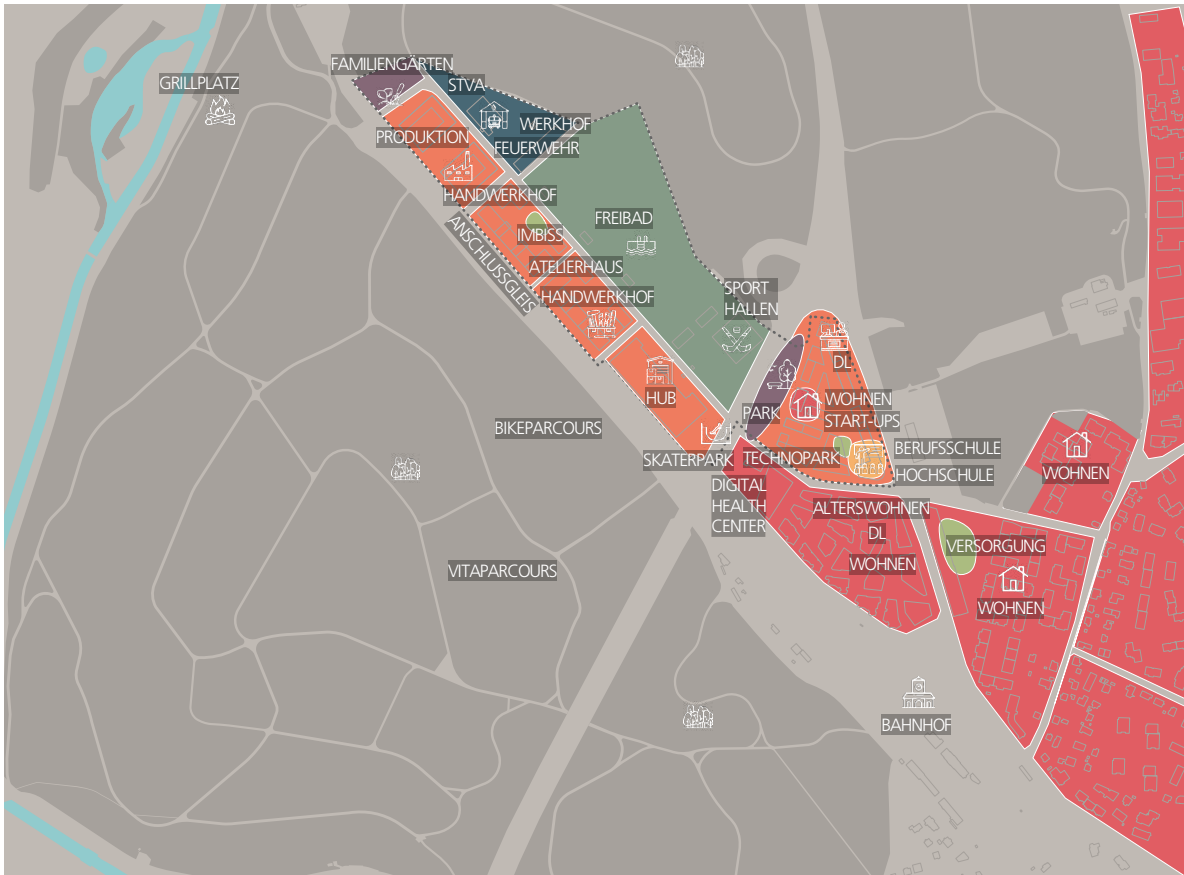 FAMILIENGÄRTEN
GRILLPLATZ
STVA
WERKHOF
PRODUKTION
FEUERWEHR
HANDWERKHOF
FREIBAD
IMBISS
ANSCHLUSSGLEIS
ATELIERHAUS
HANDWERKHOF
SPORT
HALLEN
DL
HUB
WOHNEN
PARK
START-UPS
BIKEPARCOURS
BERUFSSCHULE
SKATERPARK
TECHNOPARK
HOCHSCHULE
WOHNEN
DIGITAL
HEALTH
CENTER
ALTERSWOHNEN
DL
WOHNEN
VERSORGUNG
VITAPARCOURS
WOHNEN
BAHNHOF